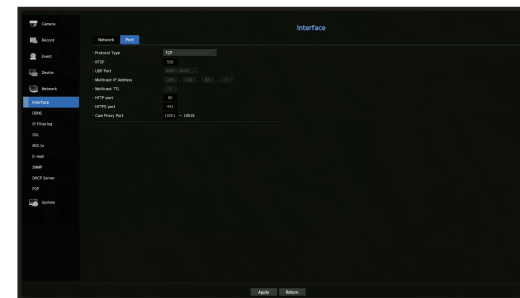 Interface
Camera
Record
Event
Device
Network
Interface
DDNS
IP Filtering
SSL
802.1x
E-mail
SNMP
DHCP Server
P2P
System
Network Port
Protocol Type TCP
RTSP 558
UDP Port
Multicast IP Address
Multicast TTL
HTTP port 80
HTTPS port 443
Cam Proxy Port 10001 ~ 10016
Apply Return